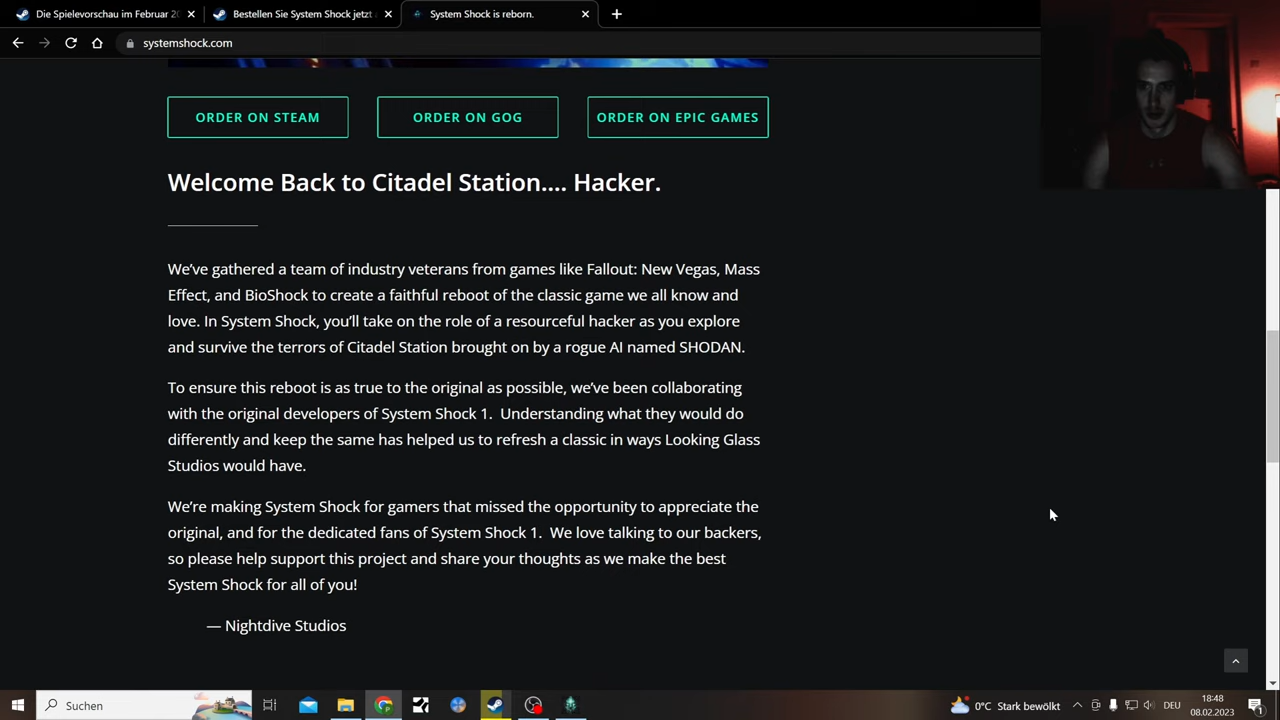 Die Spielevorschau im Februar 20
Bestellen Sie System Shock jetzt a
System Shock is reborn.
systemshock.com
ORDER ON STEAM
ORDER ON GOG
ORDER ON EPIC GAMES
Welcome Back to Citadel Station.... Hacker.
We've gathered a team of industry veterans from games like Fallout: New Vegas, Mass
Effect, and BioShock to create a faithful reboot of the classic game we all know and
love. In System Shock, you'll take on the role of a resourceful hacker as you explore
and survive the terrors of Citadel Station brought on by a rogue AI named SHODAN.
To ensure this reboot is as true to the original as possible, we've been collaborating
with the original developers of System Shock 1.  Understanding what they would do
differently and keep the same has helped us to refresh a classic in ways Looking Glass
Studios would have.
We're making System Shock for gamers that missed the opportunity to appreciate the
original, and for the dedicated fans of System Shock 1.  We love talking to our backers,
so please help support this project and share your thoughts as we make the best
System Shock for all of you!
— Nightdive Studios
Suchen
0°C Stark bewölkt
DEU
18:48
08.02.2023
1